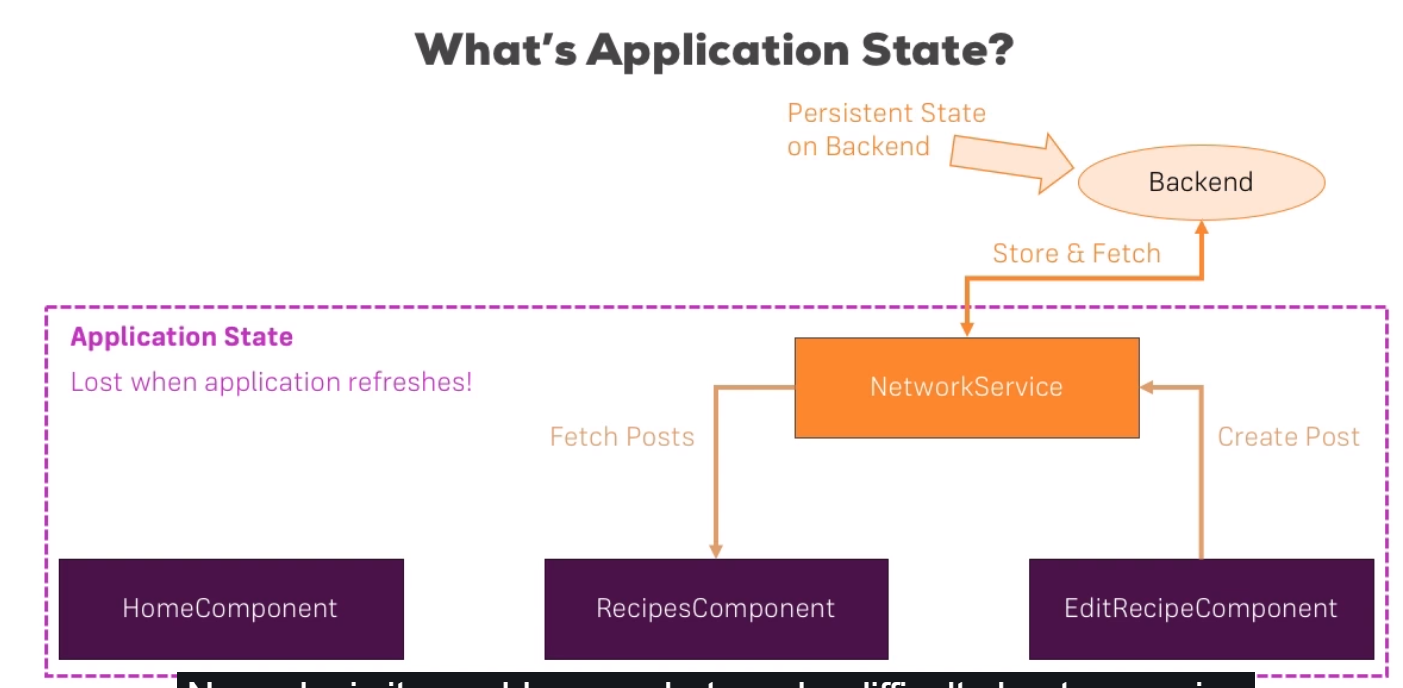 What's Application State?
Persistent State
on Backend
Backend
Store & Fetch
Application State
Lost when application refreshes!
NetworkService
Fetch Posts
Create Post
HomeComponent
RecipesComponent
EditRecipeComponent